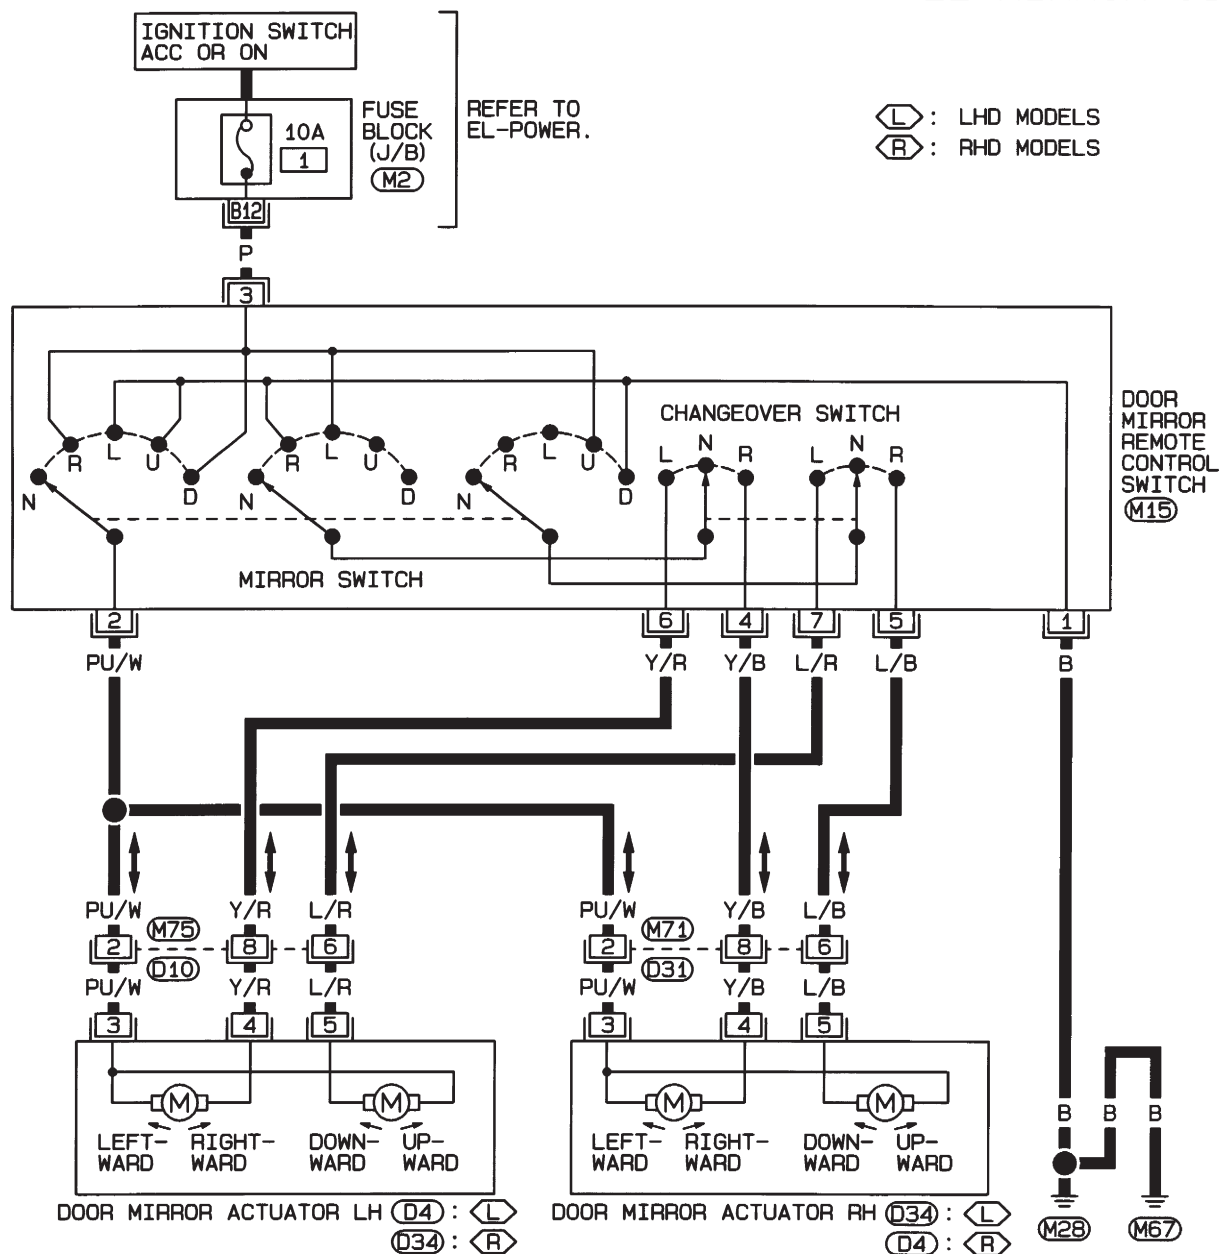 IGNITION SWITCH
ACC OR ON
FUSE
BLOCK
(J/B)
M2
10A
1
B12
REFER TO
EL-POWER.
L : LHD MODELS
R : RHD MODELS
P
3
DOOR
MIRROR
REMOTE
CONTROL
SWITCH
M15
CHANGEOVER SWITCH
N R L U D
N R L U D
N R L U D
L N R
L N R
MIRROR SWITCH
2 6 4 7 5 1
PU/W Y/R Y/B L/R L/B B
PU/W Y/R L/R PU/W Y/B L/B
M75 M71
2 8 6 2 8 6
D10 D31
PU/W Y/R L/R PU/W Y/B L/B
3 4 5 3 4 5
M M M M
B B B
LEFT-
WARD
RIGHT-
WARD
DOWN-
WARD
UP-
WARD
LEFT-
WARD
RIGHT-
WARD
DOWN-
WARD
UP-
WARD
DOOR MIRROR ACTUATOR LH D4 : L
D34 : R
DOOR MIRROR ACTUATOR RH D34 : L
D4 : R
M28 M67